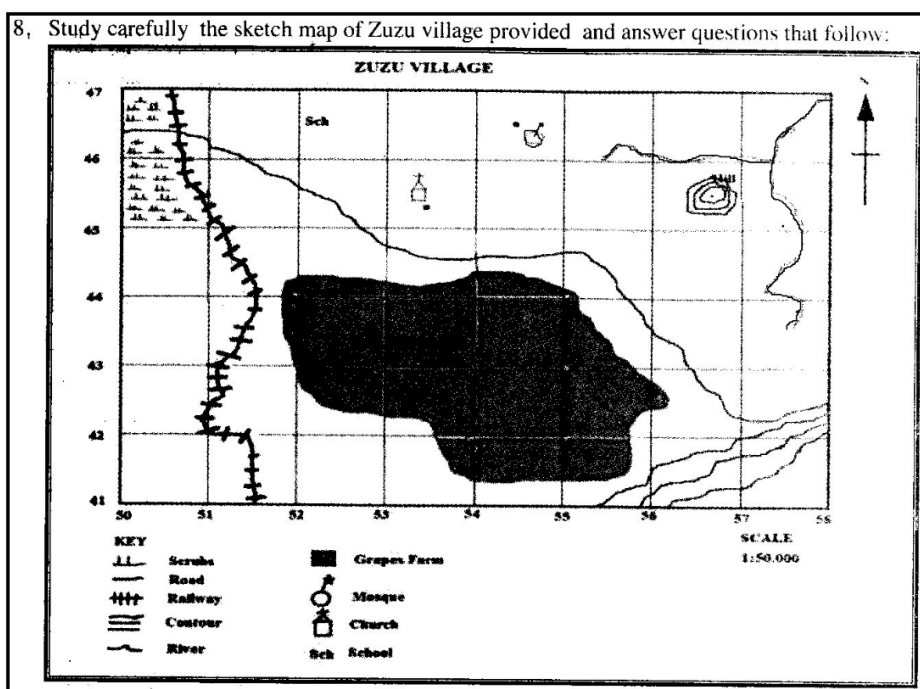 8, Study carefully the sketch map of Zuzu village provided and answer questions that follow:
ZUZU VILLAGE
47
46
45
44
43
42
41
Sch
50 51 52 53 54 55 56 57 58
KEY
Scrubs
Road
Railway
Contour
River
Grapes Farm
Mosque
Church
Sch School
SCALE
1:50.000